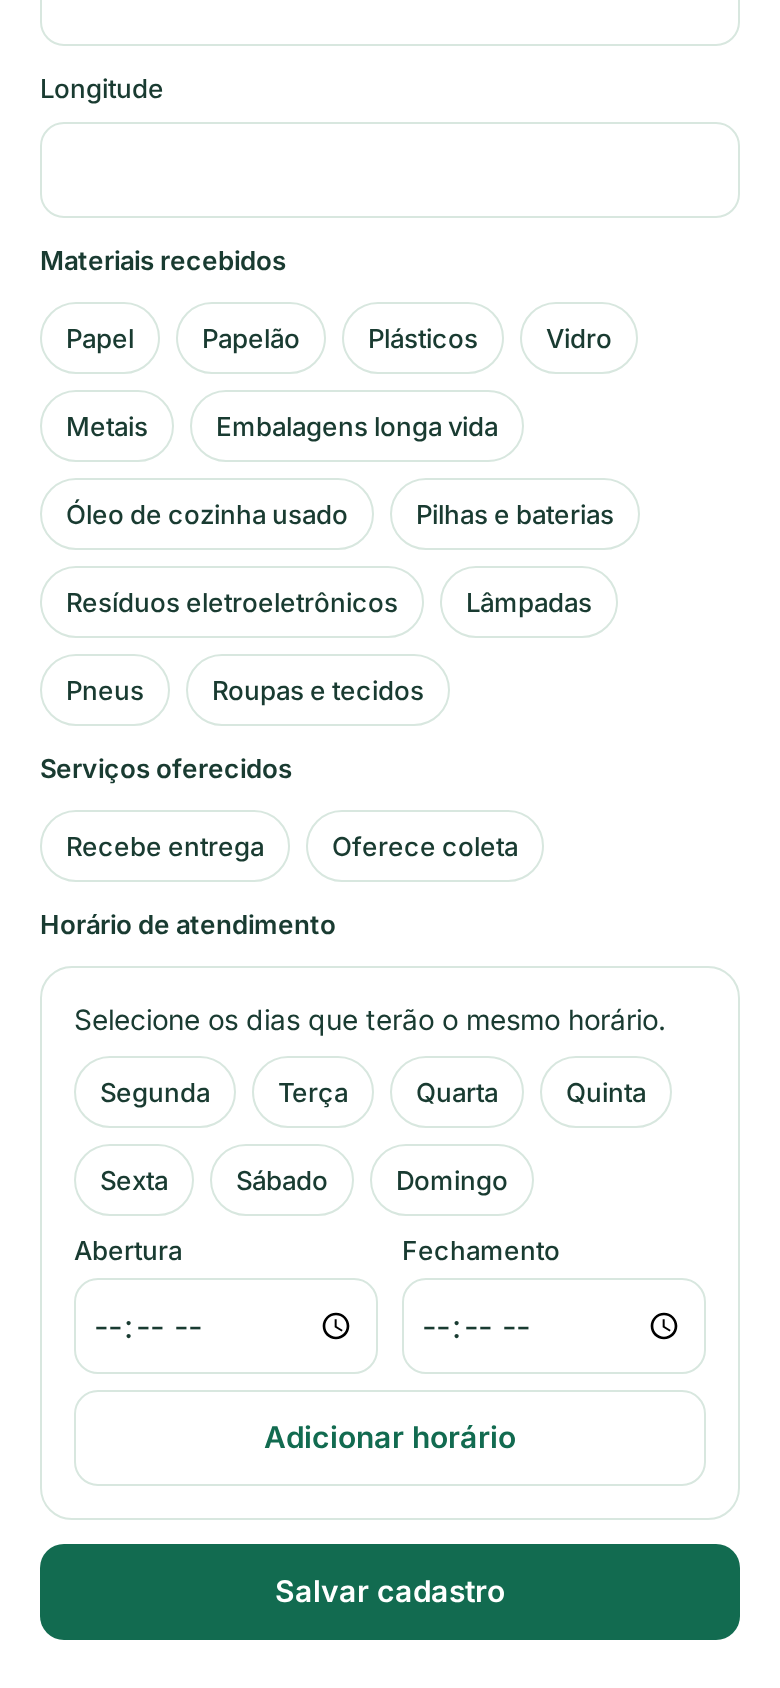 Longitude
Materiais recebidos
Papel Papelão Plásticos Vidro
Metais Embalagens longa vida
Óleo de cozinha usado Pilhas e baterias
Resíduos eletroeletrônicos Lâmpadas
Pneus Roupas e tecidos
Serviços oferecidos
Recebe entrega Oferece coleta
Horário de atendimento
Selecione os dias que terão o mesmo horário.
Segunda Terça Quarta Quinta
Sexta Sábado Domingo
Abertura Fechamento
--:-- -- --:-- --
Adicionar horário
Salvar cadastro